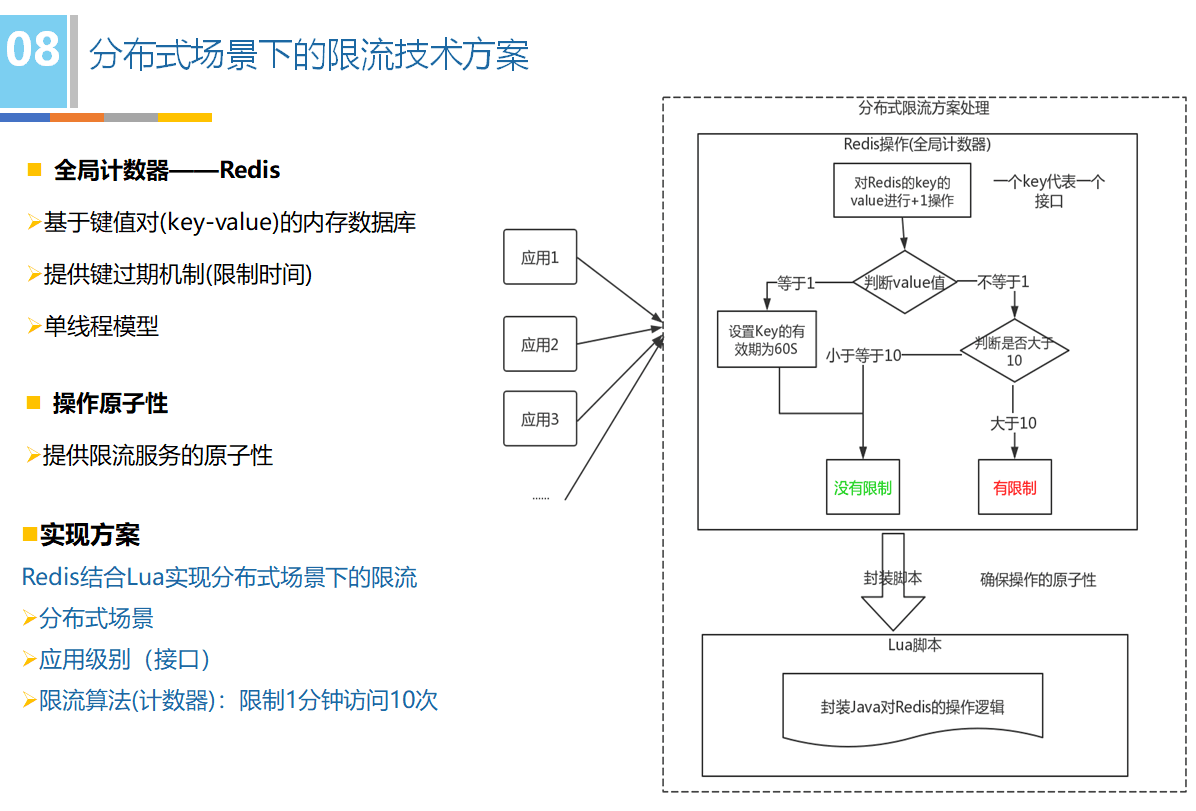 08
分布式场景下的限流技术方案
全局计数器——Redis
基于键值对(key-value)的内存数据库
提供键过期机制(限制时间)
单线程模型
操作原子性
提供限流服务的原子性
实现方案
Redis结合Lua实现分布式场景下的限流
分布式场景
应用级别（接口）
限流算法(计数器)：限制1分钟访问10次
应用1
应用2
应用3
......
分布式限流方案处理
Redis操作(全局计数器)
对Redis的key的
value进行+1操作
一个key代表一个
接口
等于1
判断value值
不等于1
设置Key的有
效期为60S
小于等于10
判断是否大于
10
大于10
没有限制
有限制
封装脚本
确保操作的原子性
Lua脚本
封装Java对Redis的操作逻辑